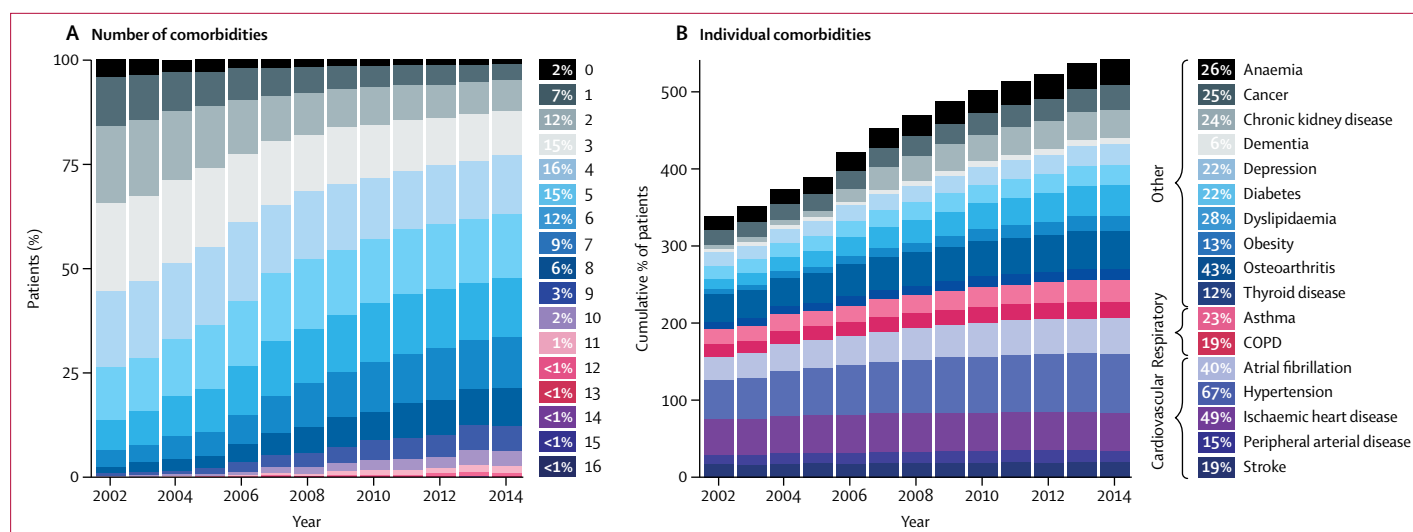 A Number of comorbidities
100
75
50
25
0
Patients (%)
2002 2004 2006 2008 2010 2012 2014
Year
2% 0
7% 1
12% 2
15% 3
16% 4
15% 5
12% 6
9% 7
6% 8
3% 9
2% 10
1% 11
<1% 12
<1% 13
<1% 14
<1% 15
<1% 16
B Individual comorbidities
500
400
300
200
100
0
Cumulative % of patients
2002 2004 2006 2008 2010 2012 2014
Year
Other
26% Anaemia
25% Cancer
24% Chronic kidney disease
6% Dementia
22% Depression
22% Diabetes
28% Dyslipidaemia
13% Obesity
43% Osteoarthritis
12% Thyroid disease
Respiratory
23% Asthma
19% COPD
Cardiovascular
40% Atrial fibrillation
67% Hypertension
49% Ischaemic heart disease
15% Peripheral arterial disease
19% Stroke